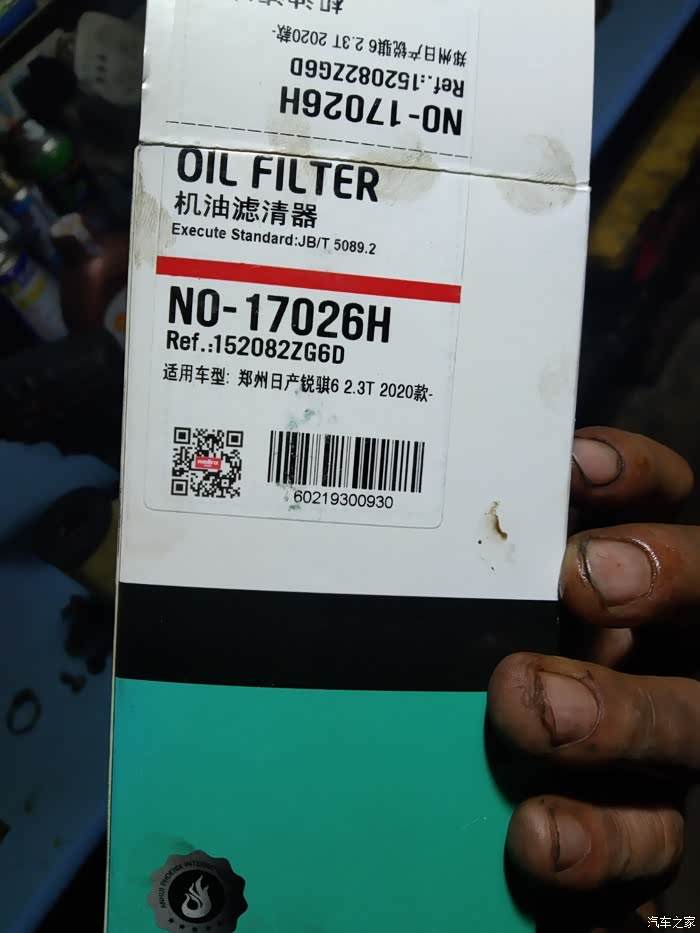 郑州日产锐骐6 2.3T 2020款-
Ref.:152082ZG6D
NO-17026H
OIL FILTER
机油滤清器
Execute Standard:JB/T 5089.2
NO-17026H
Ref.:152082ZG6D
适用车型: 郑州日产锐骐6 2.3T 2020款-
60219300930
ANHUI PHOENIX
汽车之家